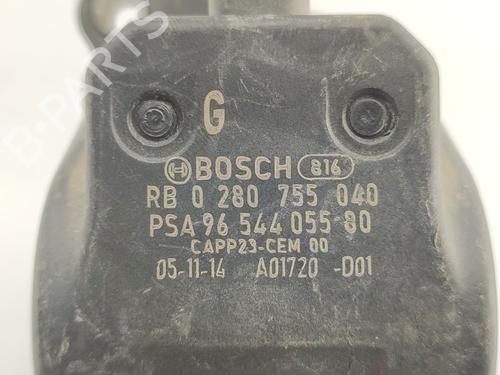 G
BOSCH 816
RB 0 280 755 040
PSA 96 544 055 80
CAPP23-CEM 00
05-11-14 A01720 -D01
B-PARTS